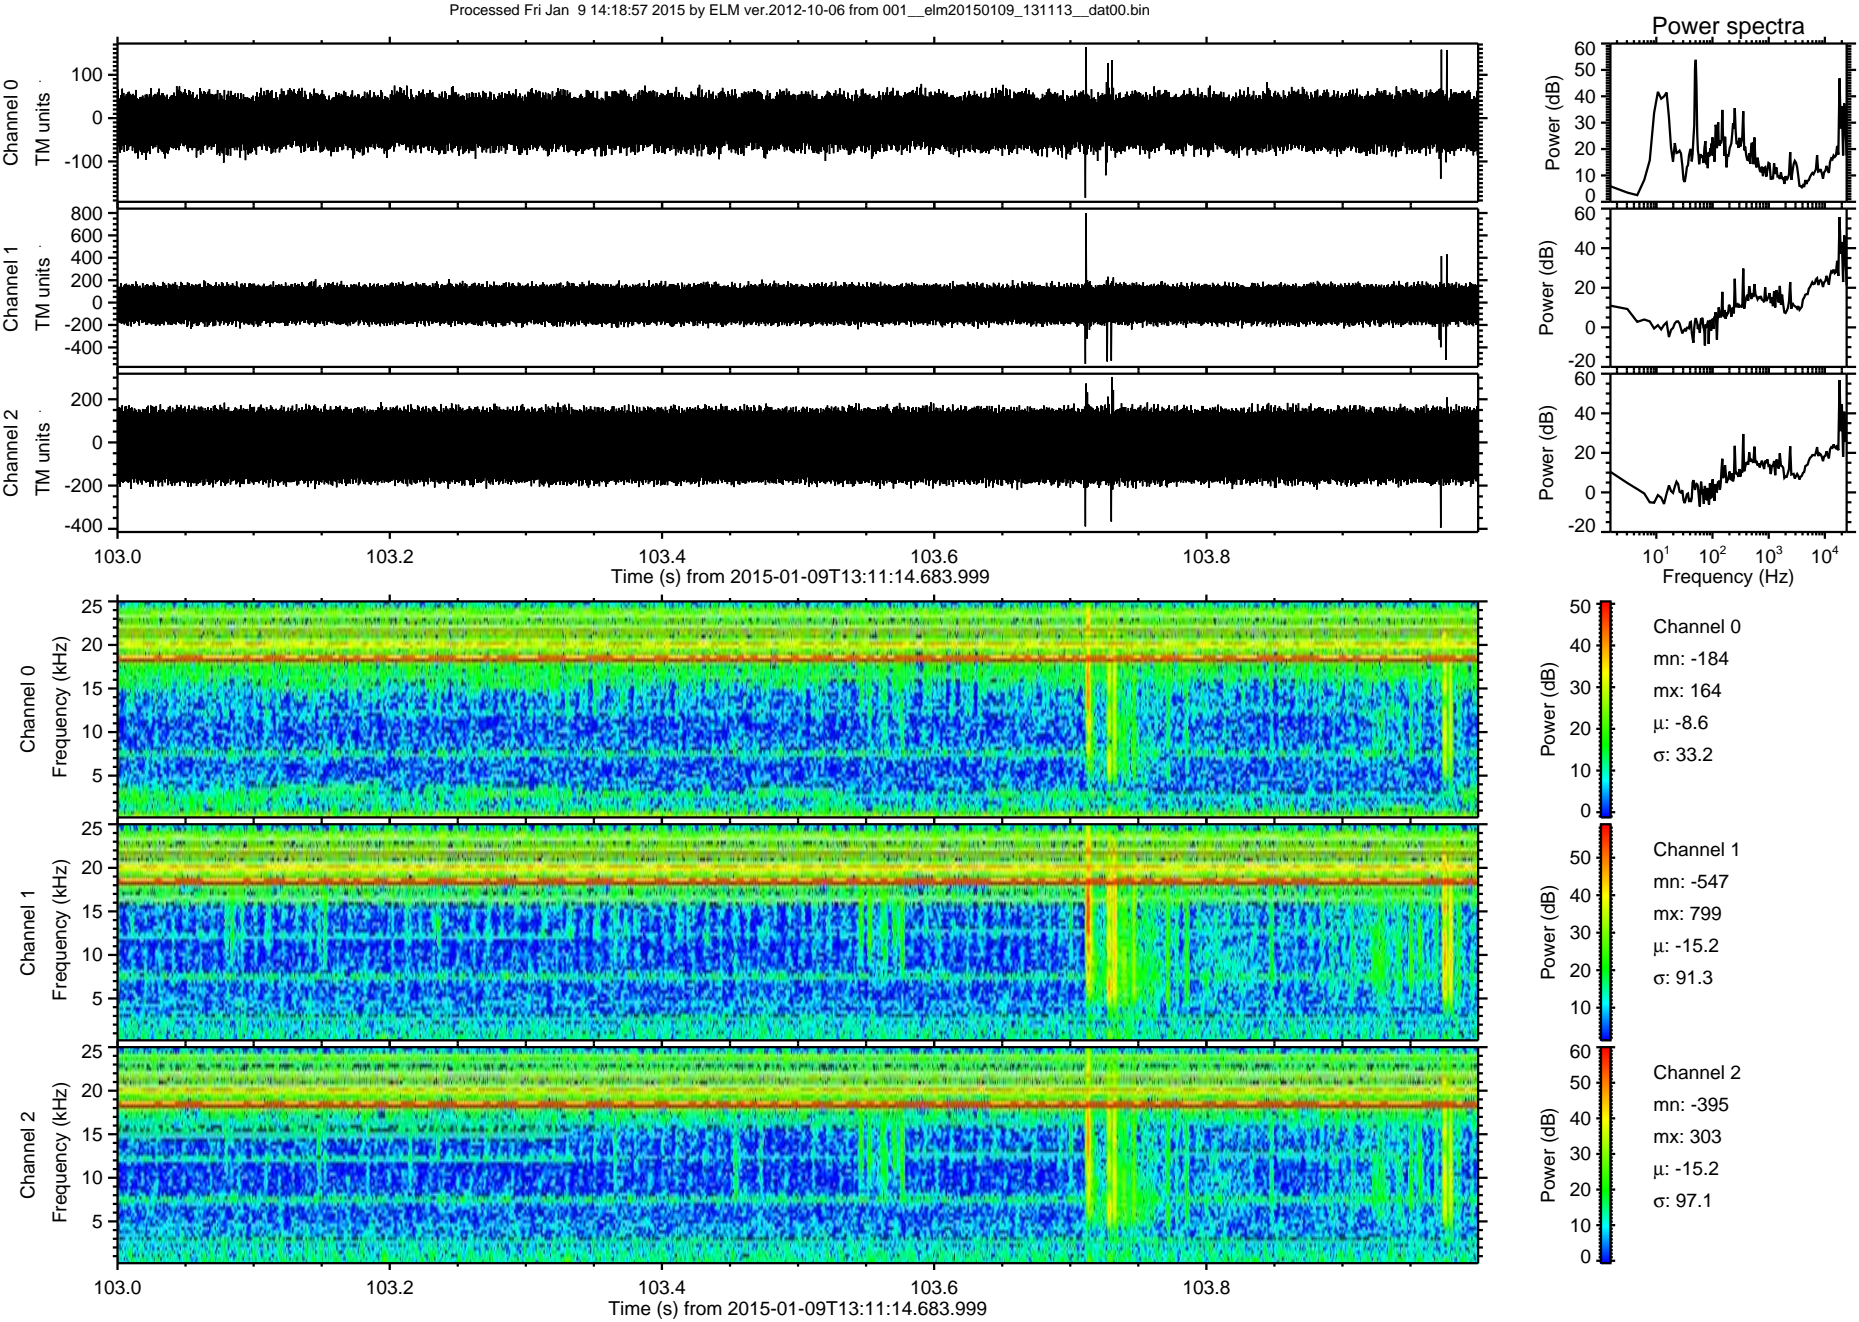 Processed Fri Jan  9 14:18:57 2015 by ELM ver.2012-10-06 from 001__elm20150109_131113__dat00.bin
Power spectra
Channel 0
TM units
100
0
-100
Power (dB)
60
50
40
30
20
10
0
Channel 1
TM units
800
600
400
200
0
-200
-400
Power (dB)
60
40
20
0
-20
Channel 2
TM units
200
0
-200
-400
Power (dB)
60
40
20
0
-20
103.0 103.2 103.4 103.6 103.8
Time (s) from 2015-01-09T13:11:14.683.999
10^1 10^2 10^3 10^4
Frequency (Hz)
Channel 0
Frequency (kHz)
25
20
15
10
5
Power (dB)
50
40
30
20
10
0
Channel 0
mn: -184
mx: 164
μ: -8.6
σ: 33.2
Channel 1
Frequency (kHz)
25
20
15
10
5
Power (dB)
50
40
30
20
10
Channel 1
mn: -547
mx: 799
μ: -15.2
σ: 91.3
Channel 2
Frequency (kHz)
25
20
15
10
5
Power (dB)
60
50
40
30
20
10
0
Channel 2
mn: -395
mx: 303
μ: -15.2
σ: 97.1
103.0 103.2 103.4 103.6 103.8
Time (s) from 2015-01-09T13:11:14.683.999